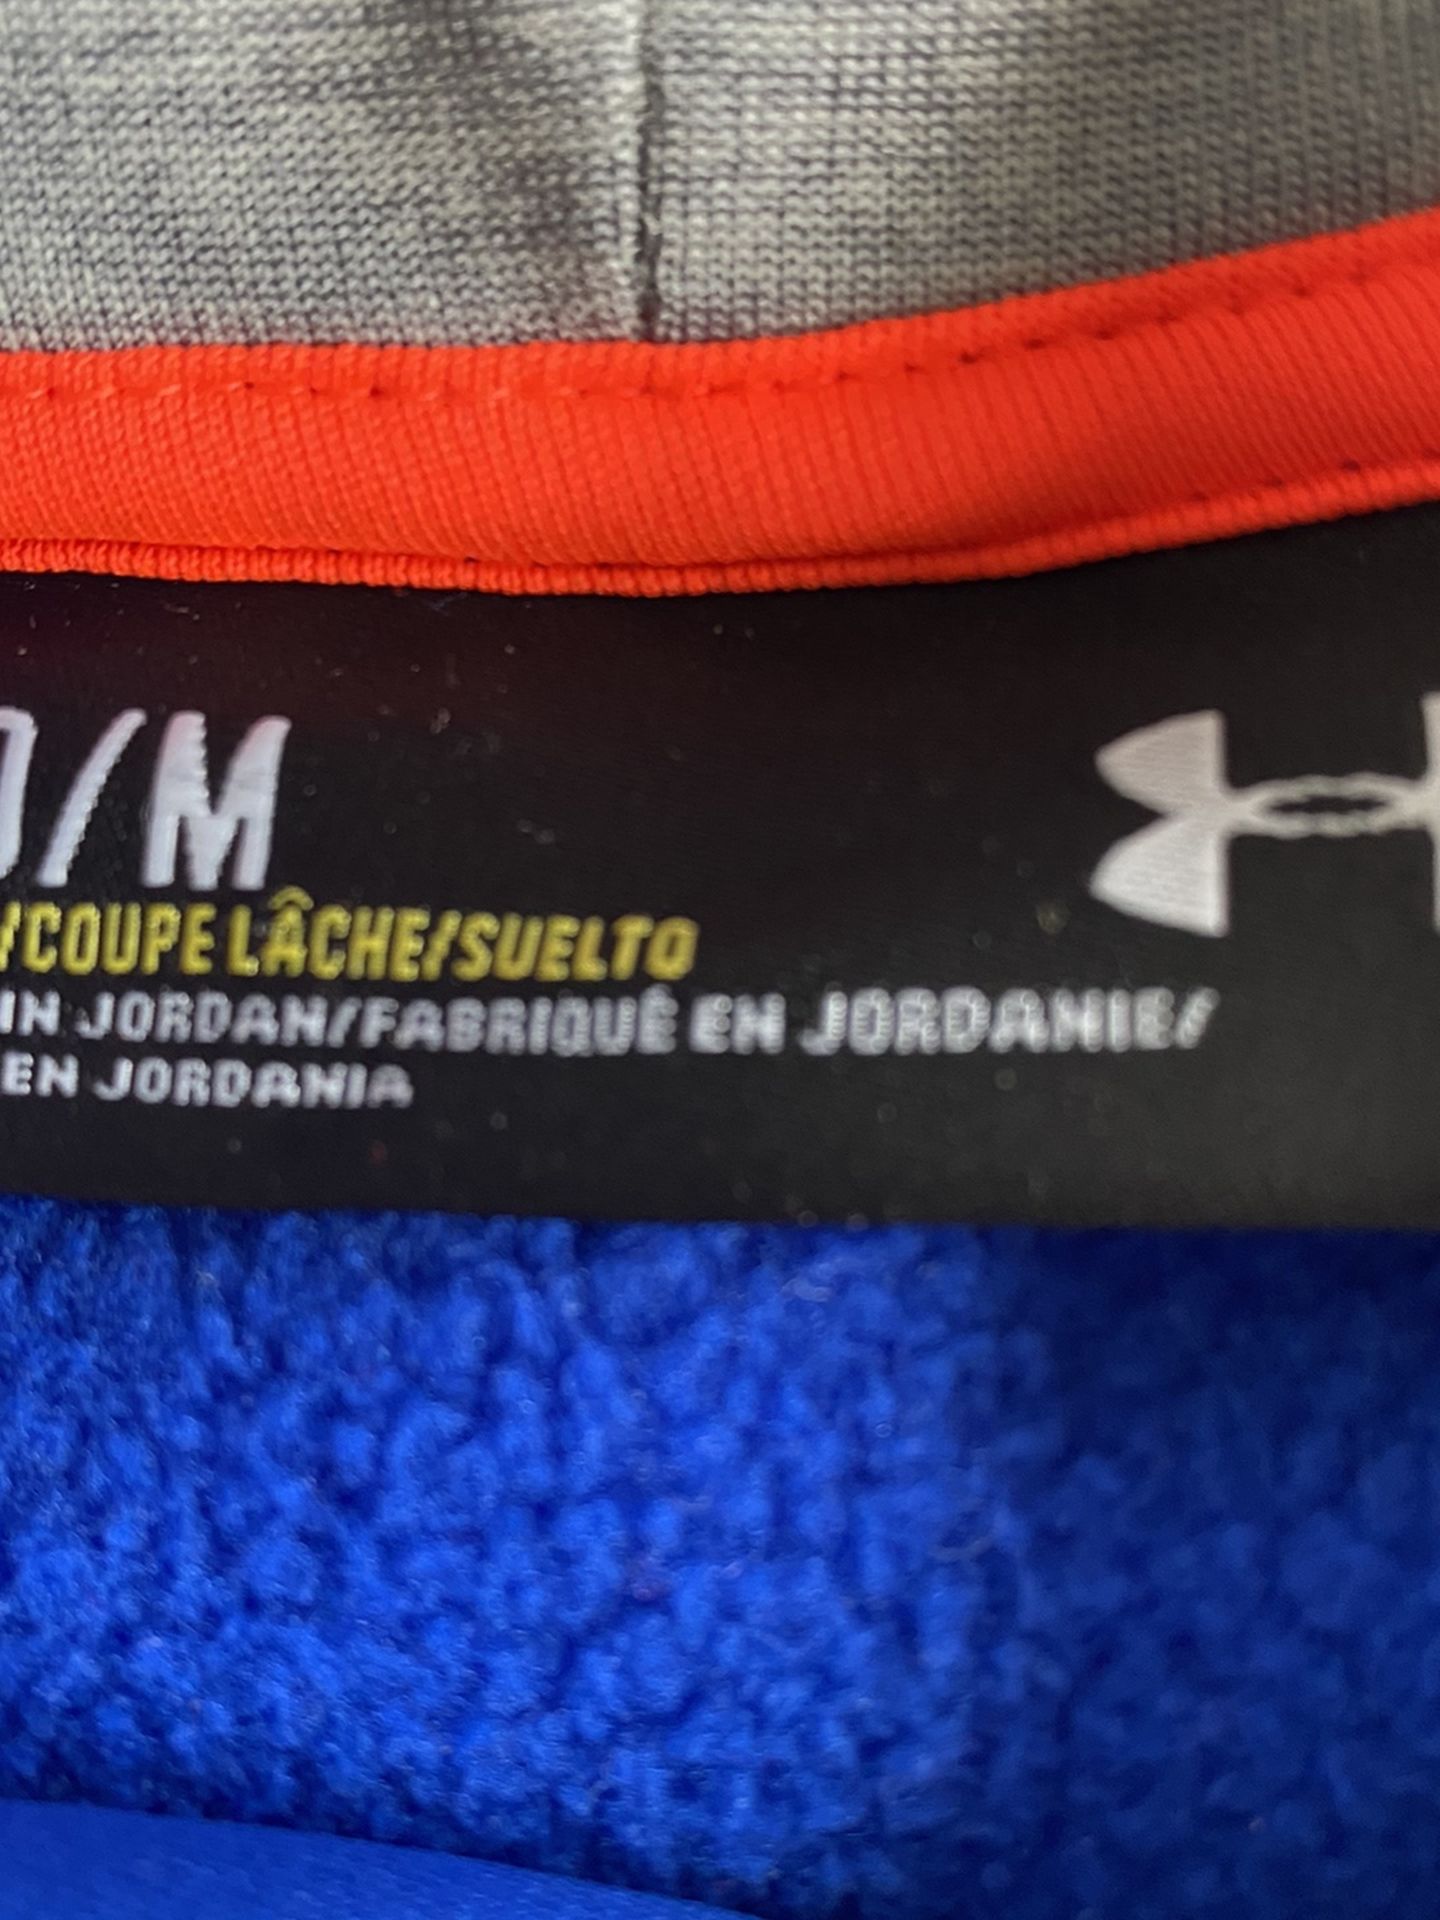 /M
/COUPE LÂCHE/SUELTO
IN JORDAN/FABRIQUÉ EN JORDANIE/
EN JORDANIA